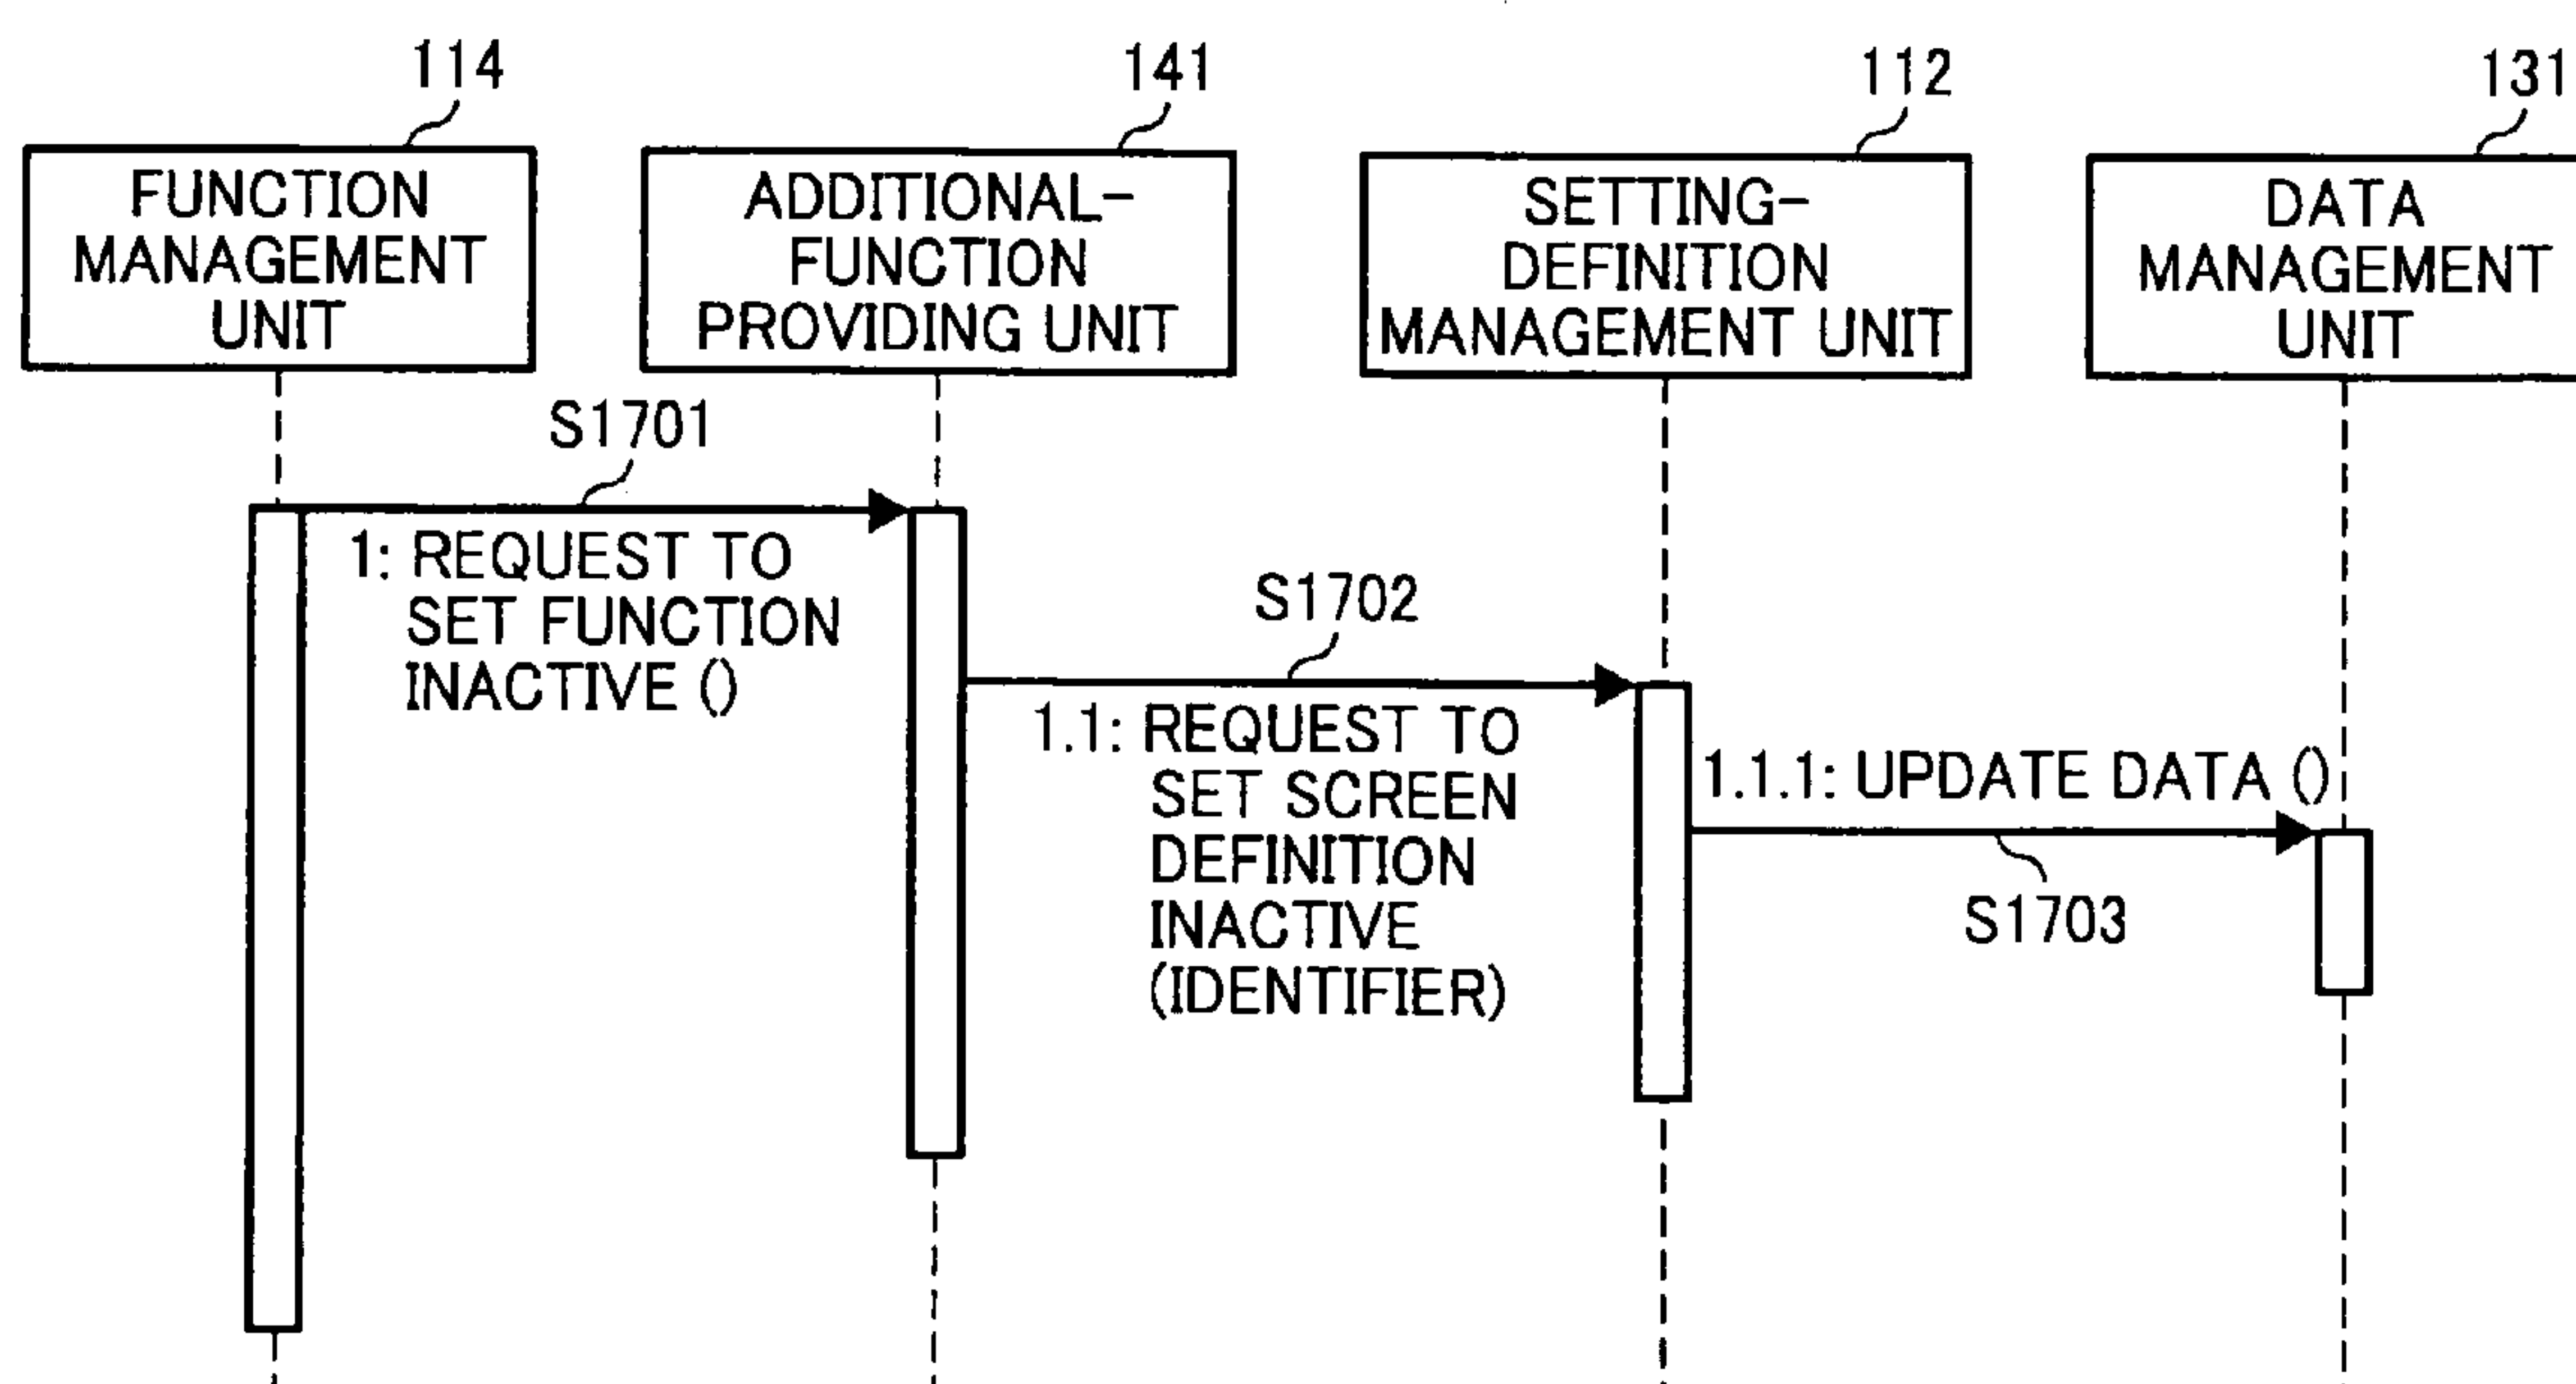 114
141
112
131
FUNCTION
MANAGEMENT
UNIT
ADDITIONAL-
FUNCTION
PROVIDING UNIT
SETTING-
DEFINITION
MANAGEMENT UNIT
DATA
MANAGEMENT
UNIT
S1701
1: REQUEST TO
SET FUNCTION
INACTIVE ()
S1702
1.1: REQUEST TO
SET SCREEN
DEFINITION
INACTIVE
(IDENTIFIER)
1.1.1: UPDATE DATA ()
S1703